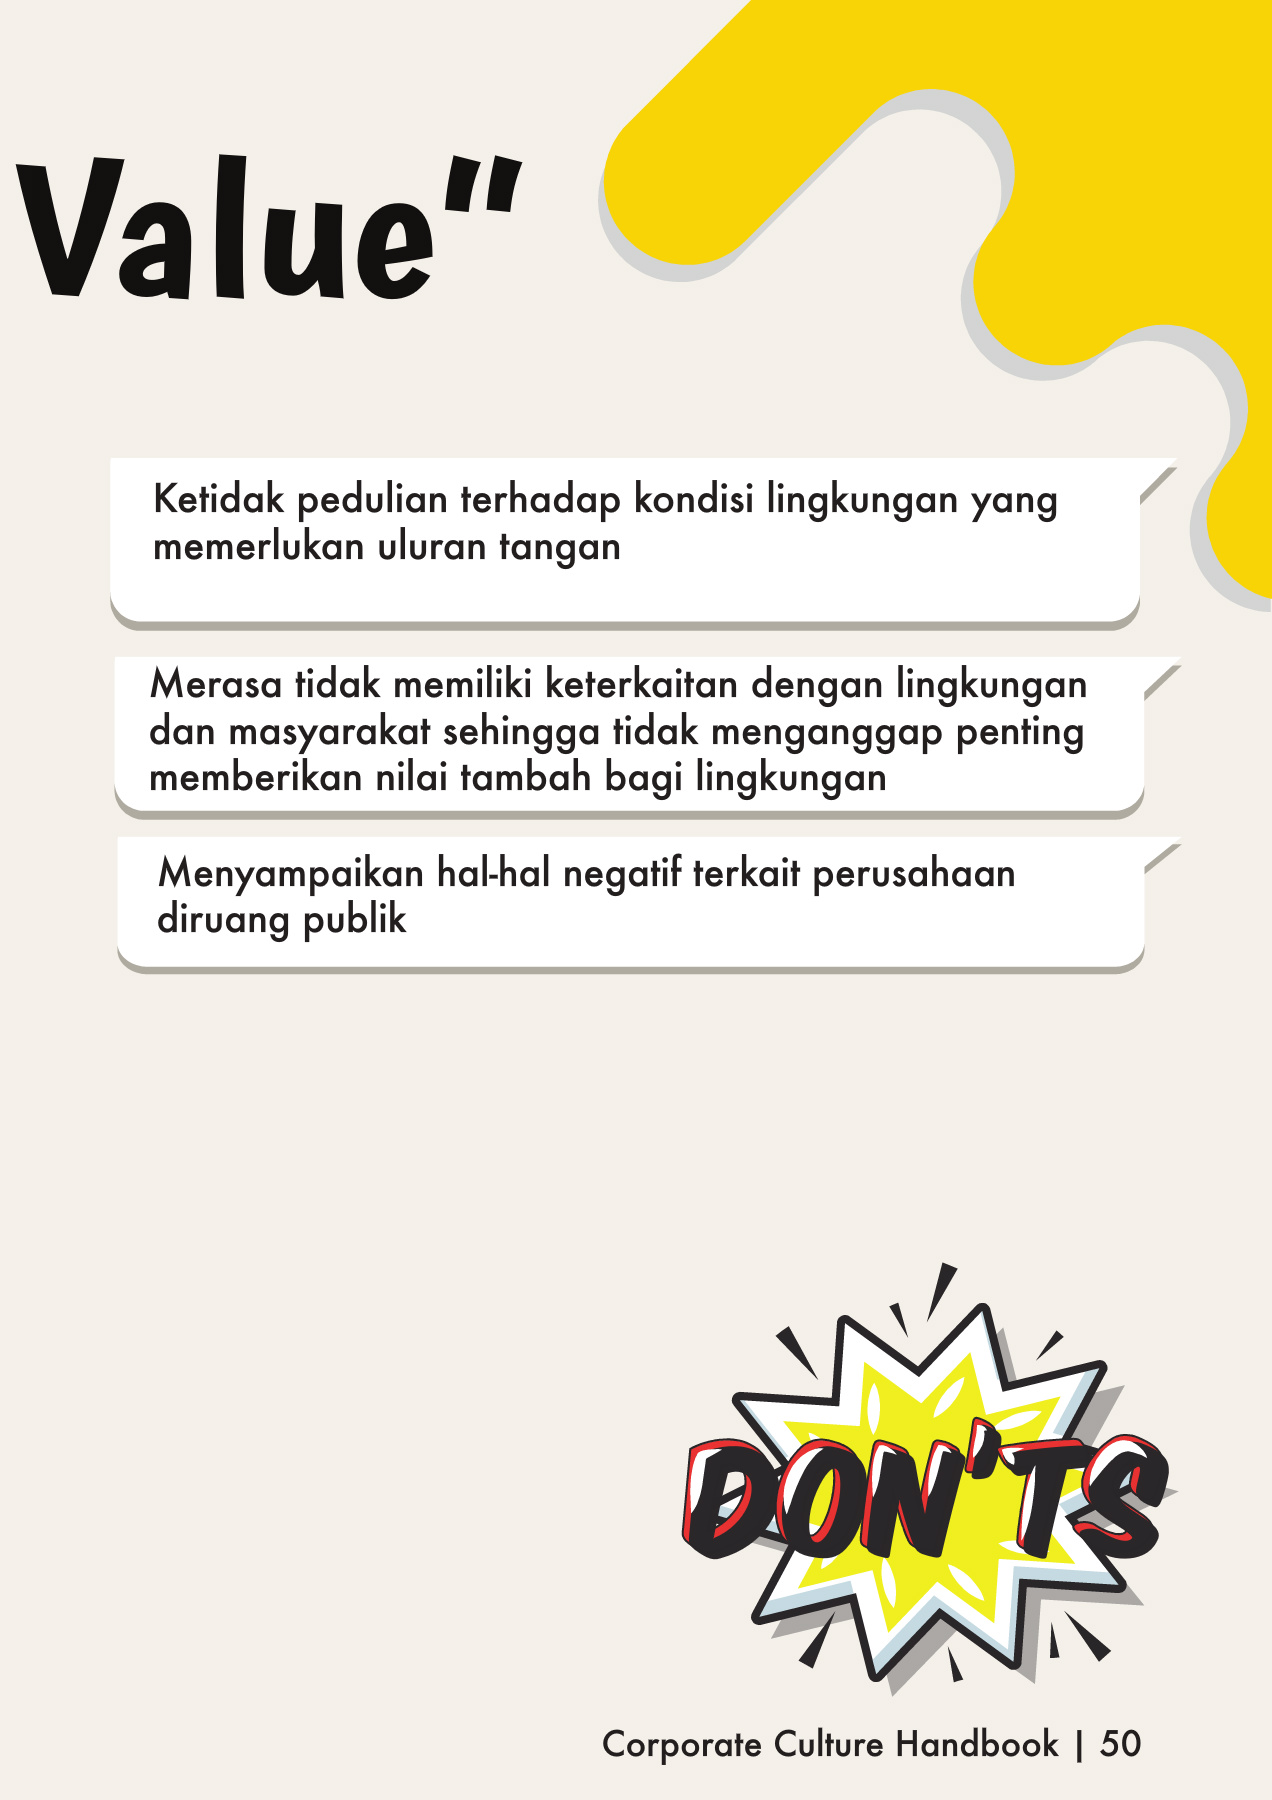 Value"
Ketidak pedulian terhadap kondisi lingkungan yang
memerlukan uluran tangan
Merasa tidak memiliki keterkaitan dengan lingkungan
dan masyarakat sehingga tidak menganggap penting
memberikan nilai tambah bagi lingkungan
Menyampaikan hal-hal negatif terkait perusahaan
diruang publik
DON'TS
Corporate Culture Handbook | 50